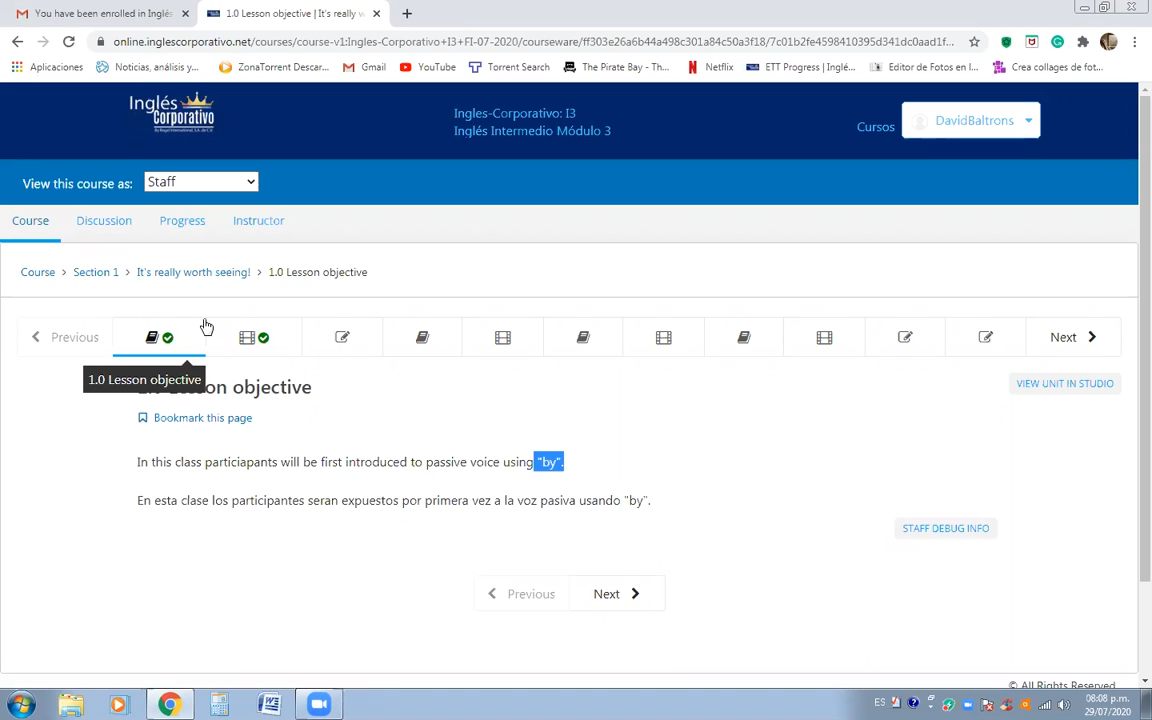 You have been enrolled in Inglés
1.0 Lesson objective | It's really w
online.inglescorporativo.net/courses/course-v1:Ingles-Corporativo+I3+FI-07-2020/courseware/ff303e26a6b44a498c301a84c50a3f18/7c01b2fe4598410395d341dc0aad1f...
Aplicaciones
Noticias, análisis y...
ZonaTorrent Descar...
Gmail
YouTube
Torrent Search
The Pirate Bay - Th...
Netflix
ETT Progress | Inglé...
Editor de Fotos en l...
Crea collages de fot...
Inglés
Corporativo
Ingles-Corporativo: I3
Inglés Intermedio Módulo 3
Cursos
DavidBaltrons
View this course as:
Staff
Course
Discussion
Progress
Instructor
Course > Section 1 > It's really worth seeing! > 1.0 Lesson objective
Previous
Next
1.0 Lesson objective
Lesson objective
VIEW UNIT IN STUDIO
Bookmark this page
In this class particiapants will be first introduced to passive voice using "by".
En esta clase los participantes seran expuestos por primera vez a la voz pasiva usando "by".
STAFF DEBUG INFO
Previous
Next
© All Rights Reserved
ES
08:08 p.m.
29/07/2020